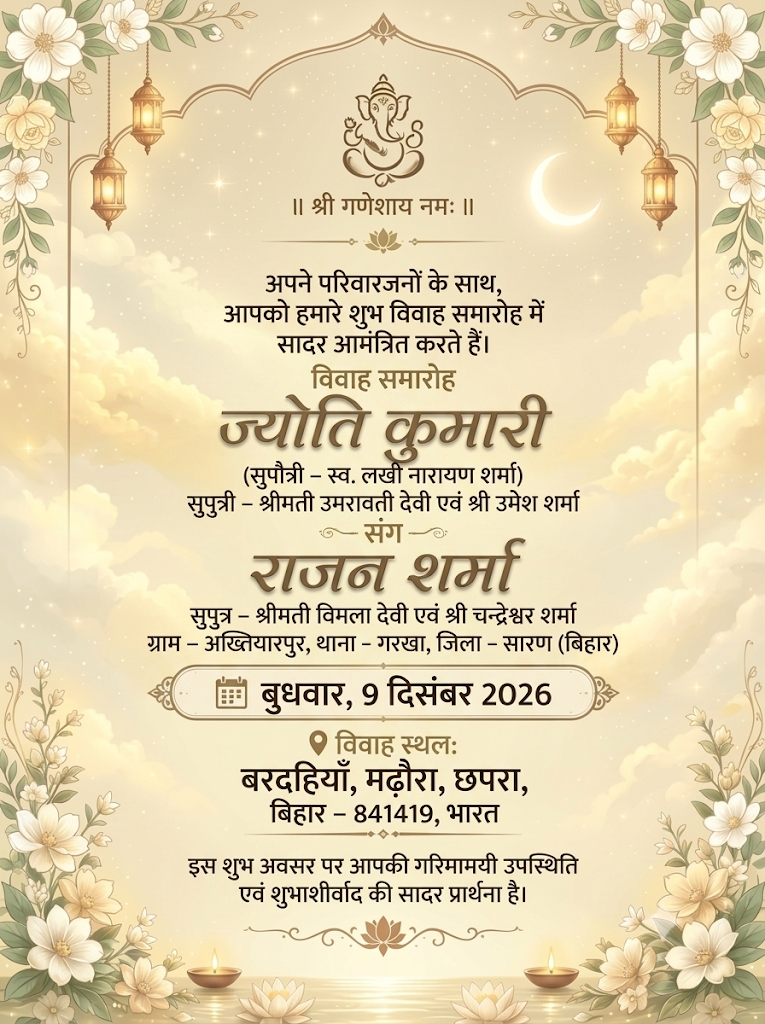 ॥ श्री गणेशाय नमः ॥
अपने परिवारजनों के साथ,
आपको हमारे शुभ विवाह समारोह में
सादर आमंत्रित करते हैं।
विवाह समारोह
ज्योति कुमारी
(सुपौत्री – स्व. लखी नारायण शर्मा)
सुपुत्री – श्रीमती उमरावती देवी एवं श्री उमेश शर्मा
संग
राजन शर्मा
सुपुत्र – श्रीमती विमला देवी एवं श्री चन्द्रेश्वर शर्मा
ग्राम – अख्तियारपुर, थाना - गरखा, जिला – सारण (बिहार)
बुधवार, 9 दिसंबर 2026
विवाह स्थल:
बरदहियाँ, मढ़ौरा, छपरा,
बिहार – 841419, भारत
इस शुभ अवसर पर आपकी गरिमामयी उपस्थिति
एवं शुभाशीर्वाद की सादर प्रार्थना है।